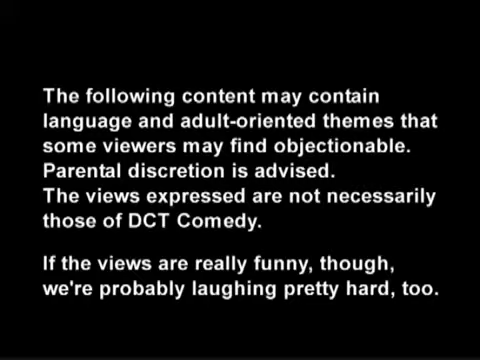 The following content may contain
language and adult-oriented themes that
some viewers may find objectionable.
Parental discretion is advised.
The views expressed are not necessarily
those of DCT Comedy.
If the views are really funny, though,
we're probably laughing pretty hard, too.